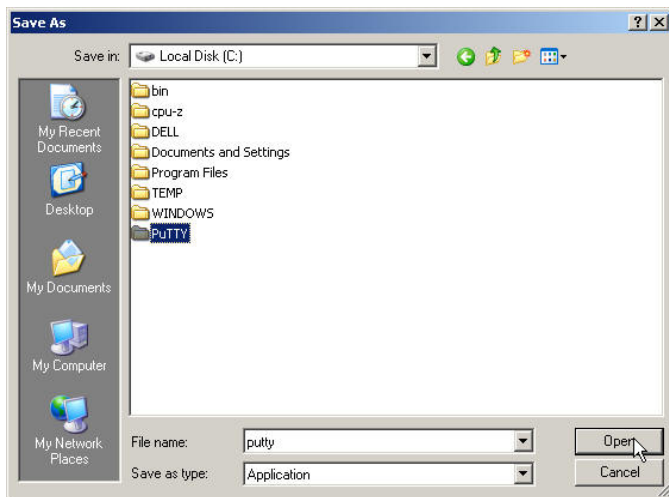 Save As
Save in: Local Disk (C:)
bin
cpu-z
DELL
Documents and Settings
Program Files
TEMP
WINDOWS
PuTTY
My Recent
Documents
Desktop
My Documents
My Computer
My Network
Places
File name: putty
Open
Save as type: Application
Cancel